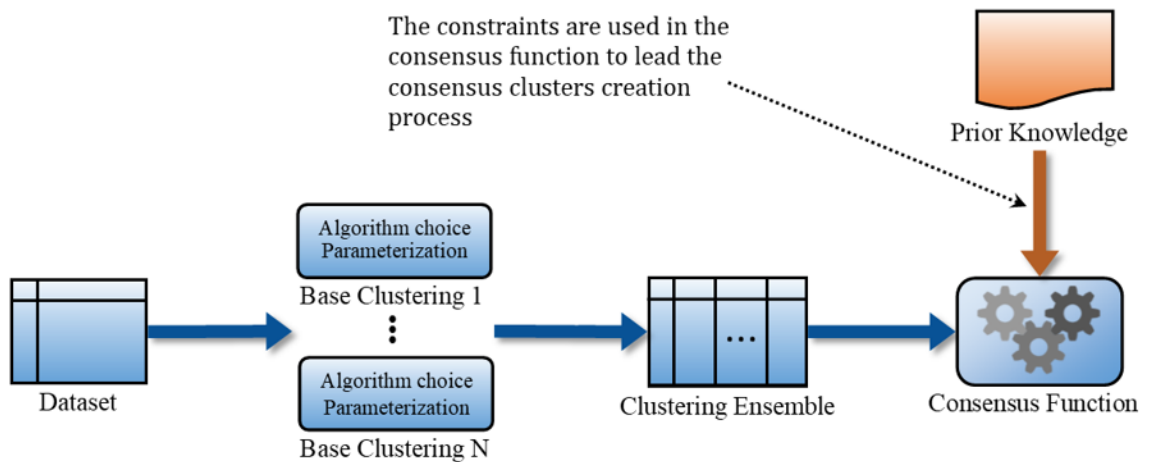 The constraints are used in the
consensus function to lead the
consensus clusters creation
process
Prior Knowledge
Algorithm choice
Parameterization
Base Clustering 1
Algorithm choice
Parameterization
Base Clustering N
Dataset
Clustering Ensemble
Consensus Function